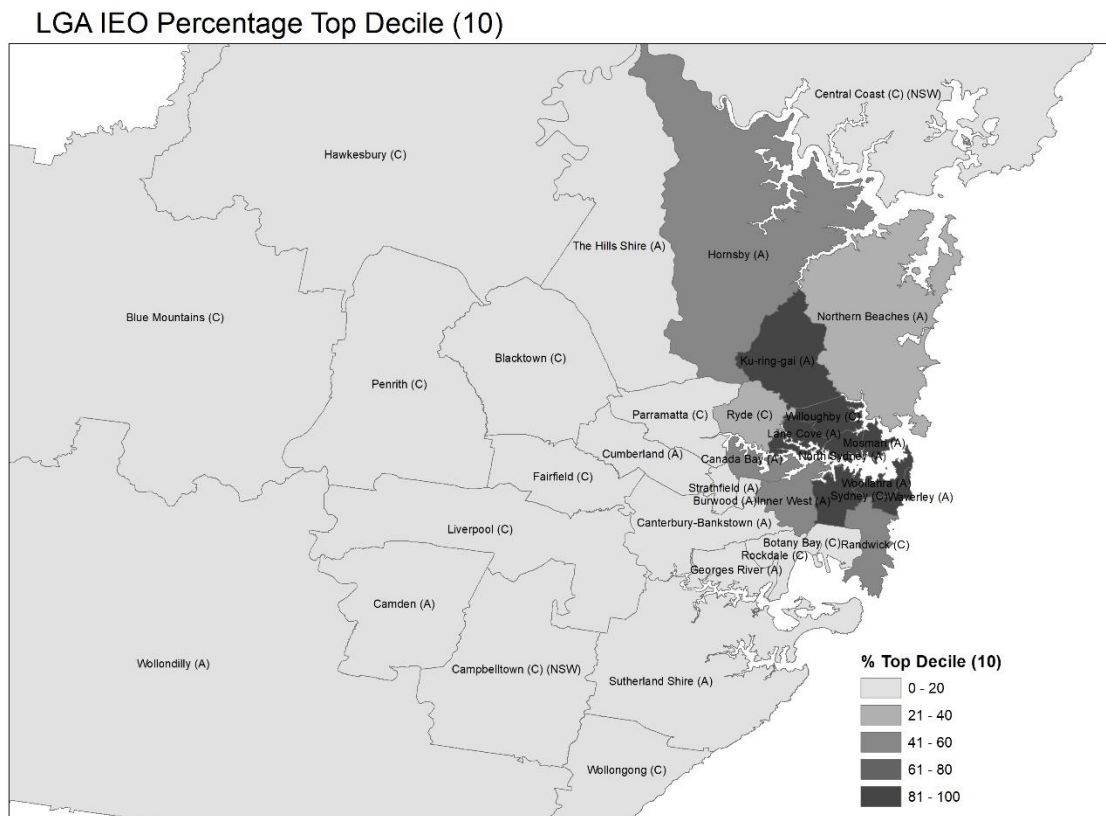 LGA IEO Percentage Top Decile (10)
Central Coast (C) (NSW)
Hawkesbury (C)
The Hills Shire (A)
Hornsby (A)
Blue Mountains (C)
Northern Beaches (A)
Blacktown (C)
Ku-ring-gai (A)
Penrith (C)
Parramatta (C)
Ryde (C)
Willoughby (C)
Lane Cove (A)
Mosman (A)
Cumberland (A)
Canada Bay (A)
North Sydney (A)
Fairfield (C)
Strathfield (A)
Woollahra (A)
Burwood (A)
Inner West (A)
Sydney (C)
Waverley (A)
Liverpool (C)
Canterbury-Bankstown (A)
Botany Bay (C)
Randwick (C)
Rockdale (C)
Georges River (A)
Camden (A)
Wollondilly (A)
Campbelltown (C) (NSW)
Sutherland Shire (A)
Wollongong (C)
% Top Decile (10)
0 - 20
21 - 40
41 - 60
61 - 80
81 - 100